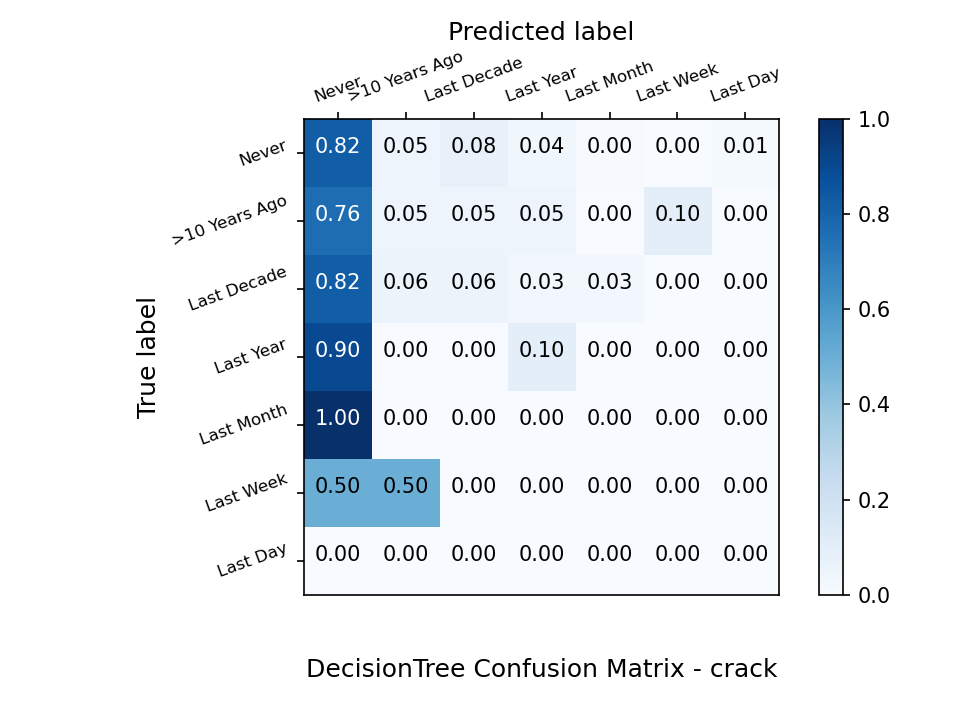 Predicted label
Never >10 Years Ago Last Decade Last Year Last Month Last Week Last Day
1.0
Never 0.82 0.05 0.08 0.04 0.00 0.00 0.01
>10 Years Ago 0.76 0.05 0.05 0.05 0.00 0.10 0.00
0.8
Last Decade 0.82 0.06 0.06 0.03 0.03 0.00 0.00
0.6
True label
Last Year 0.90 0.00 0.00 0.10 0.00 0.00 0.00
0.4
Last Month 1.00 0.00 0.00 0.00 0.00 0.00 0.00
Last Week 0.50 0.50 0.00 0.00 0.00 0.00 0.00
0.2
Last Day 0.00 0.00 0.00 0.00 0.00 0.00 0.00
0.0
DecisionTree Confusion Matrix - crack